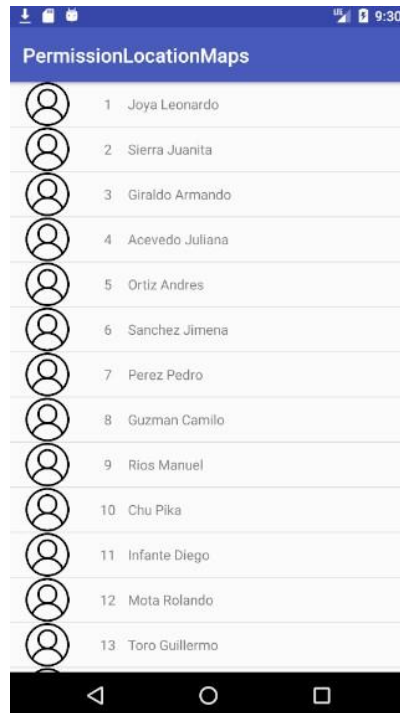 9:30
PermissionLocationMaps
1 Joya Leonardo
2 Sierra Juanita
3 Giraldo Armando
4 Acevedo Juliana
5 Ortiz Andres
6 Sanchez Jimena
7 Perez Pedro
8 Guzman Camilo
9 Rios Manuel
10 Chu Pika
11 Infante Diego
12 Mota Rolando
13 Toro Guillermo